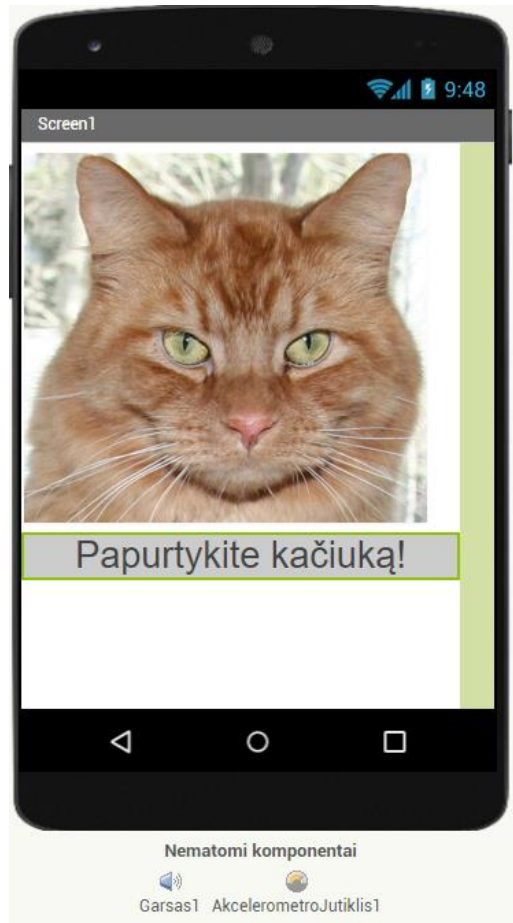 9:48
Screen1
Papurtykite kačiuką!
Nematomi komponentai
Garsas1 AkcelerometroJutiklis1